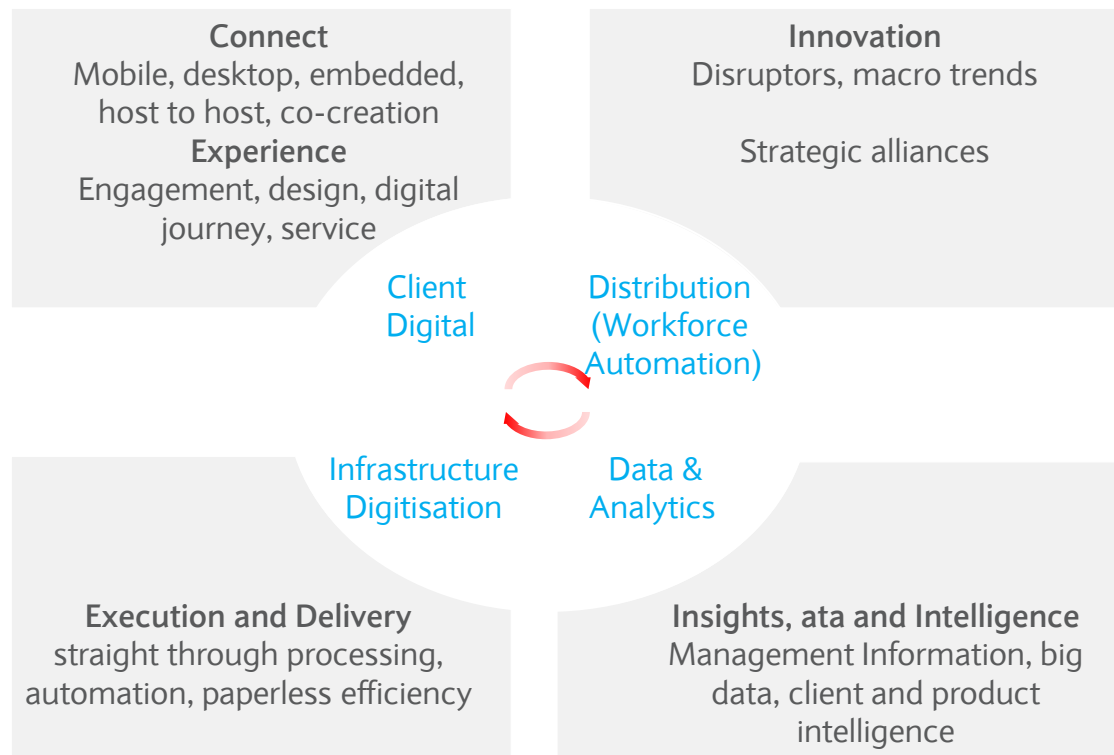 Connect
Mobile, desktop, embedded,
host to host, co-creation
Experience
Engagement, design, digital
journey, service
Innovation
Disruptors, macro trends
Strategic alliances
Client
Digital
Distribution
(Workforce
Automation)
Infrastructure
Digitisation
Data &
Analytics
Execution and Delivery
straight through processing,
automation, paperless efficiency
Insights, ata and Intelligence
Management Information, big
data, client and product
intelligence